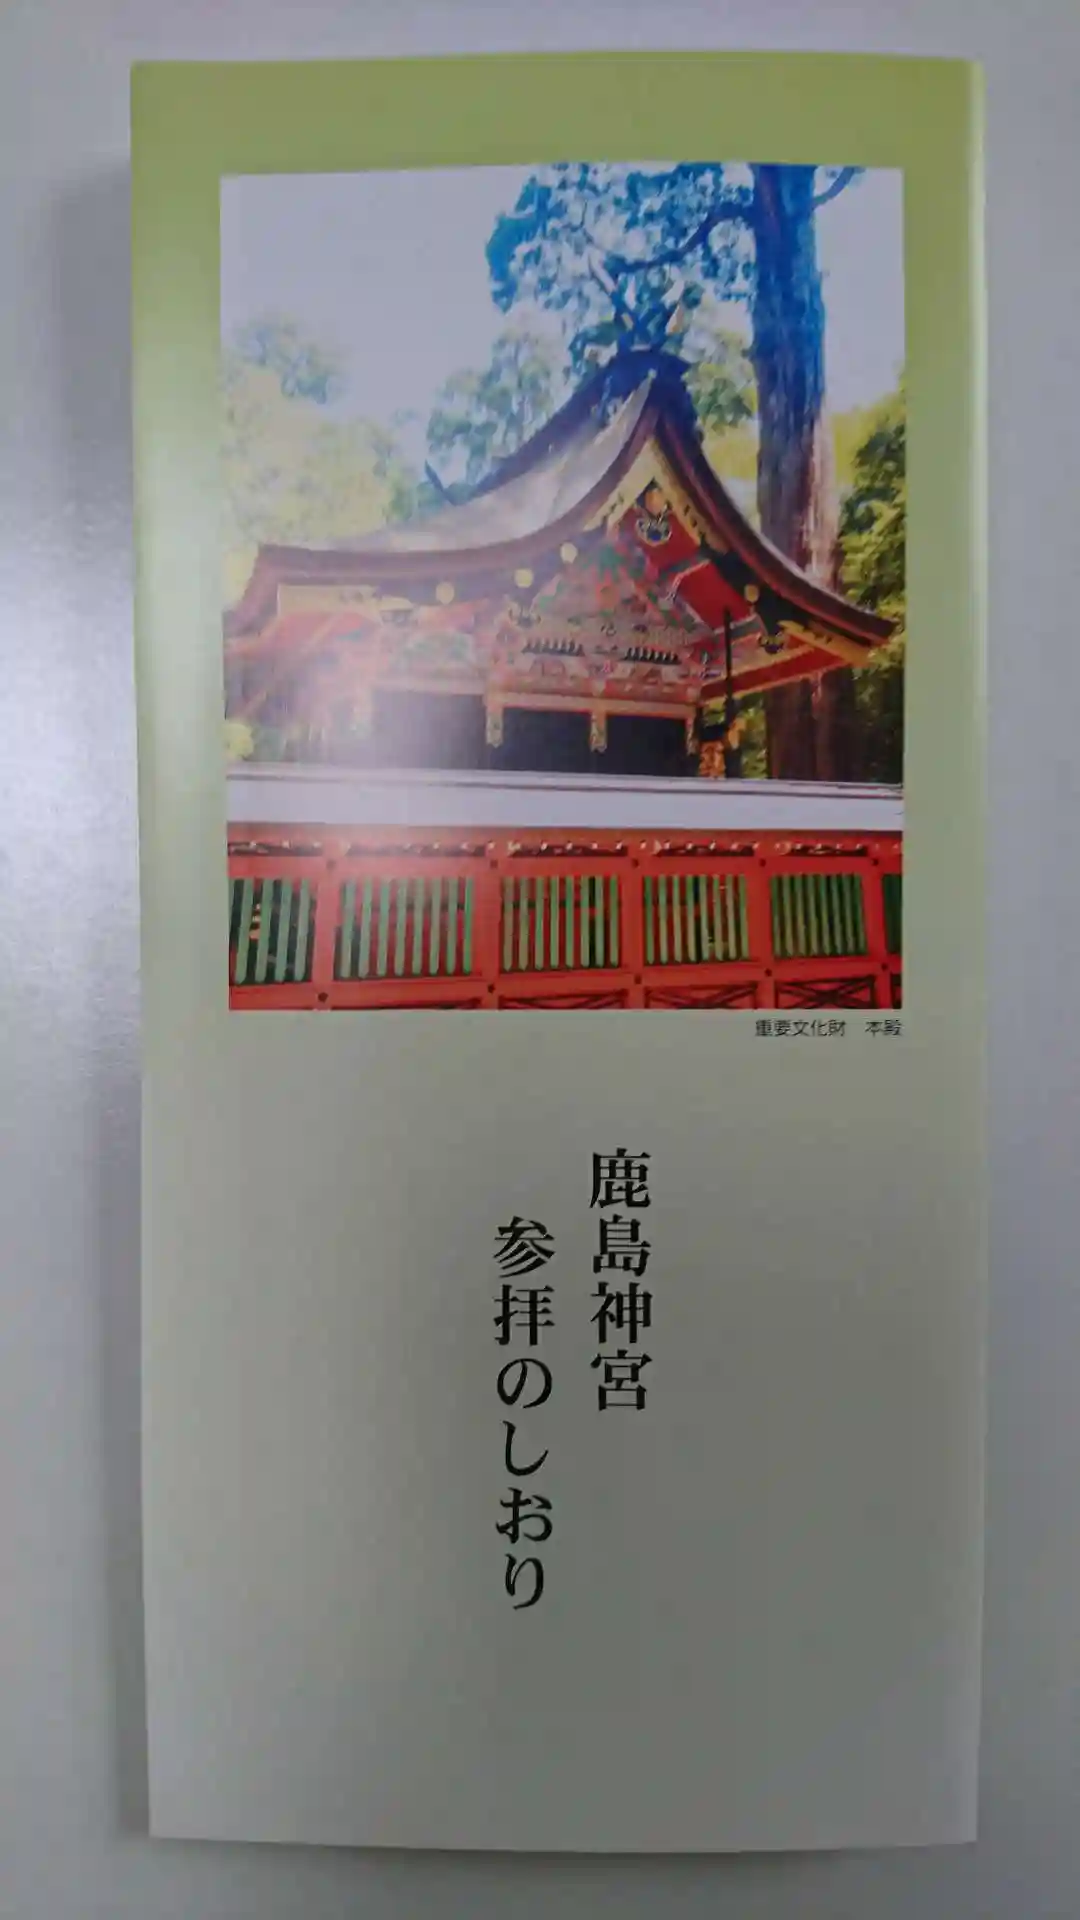 重要文化財　本殿
鹿島神宮
参拝のしおり